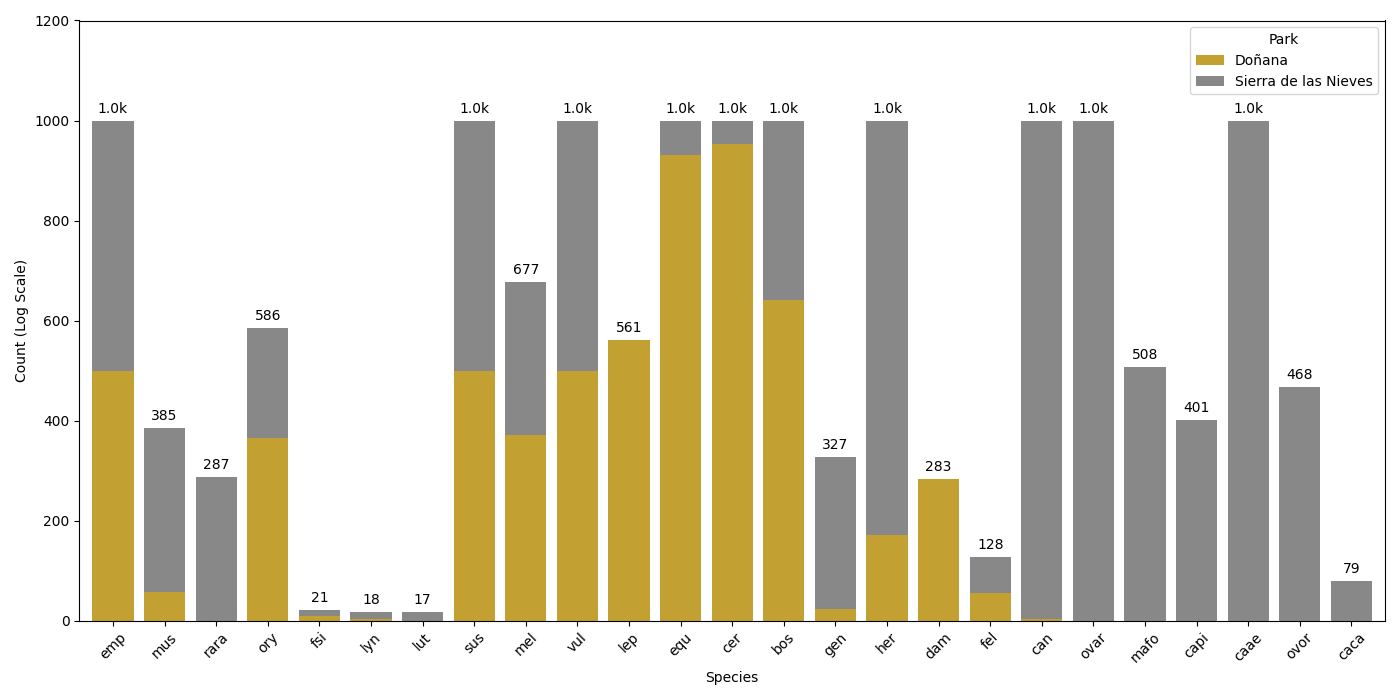 1200
1000
800
600
400
200
0
Count (Log Scale)
Park
Doñana
Sierra de las Nieves
1.0k
385
287
586
21
18
17
1.0k
677
1.0k
561
1.0k
1.0k
1.0k
327
1.0k
283
128
1.0k
1.0k
508
401
1.0k
468
79
emp
mus
rara
ory
fsi
lyn
lut
sus
mel
vul
lep
equ
cer
bos
gen
her
dam
fel
can
ovar
mafo
capi
caae
ovor
caca
Species